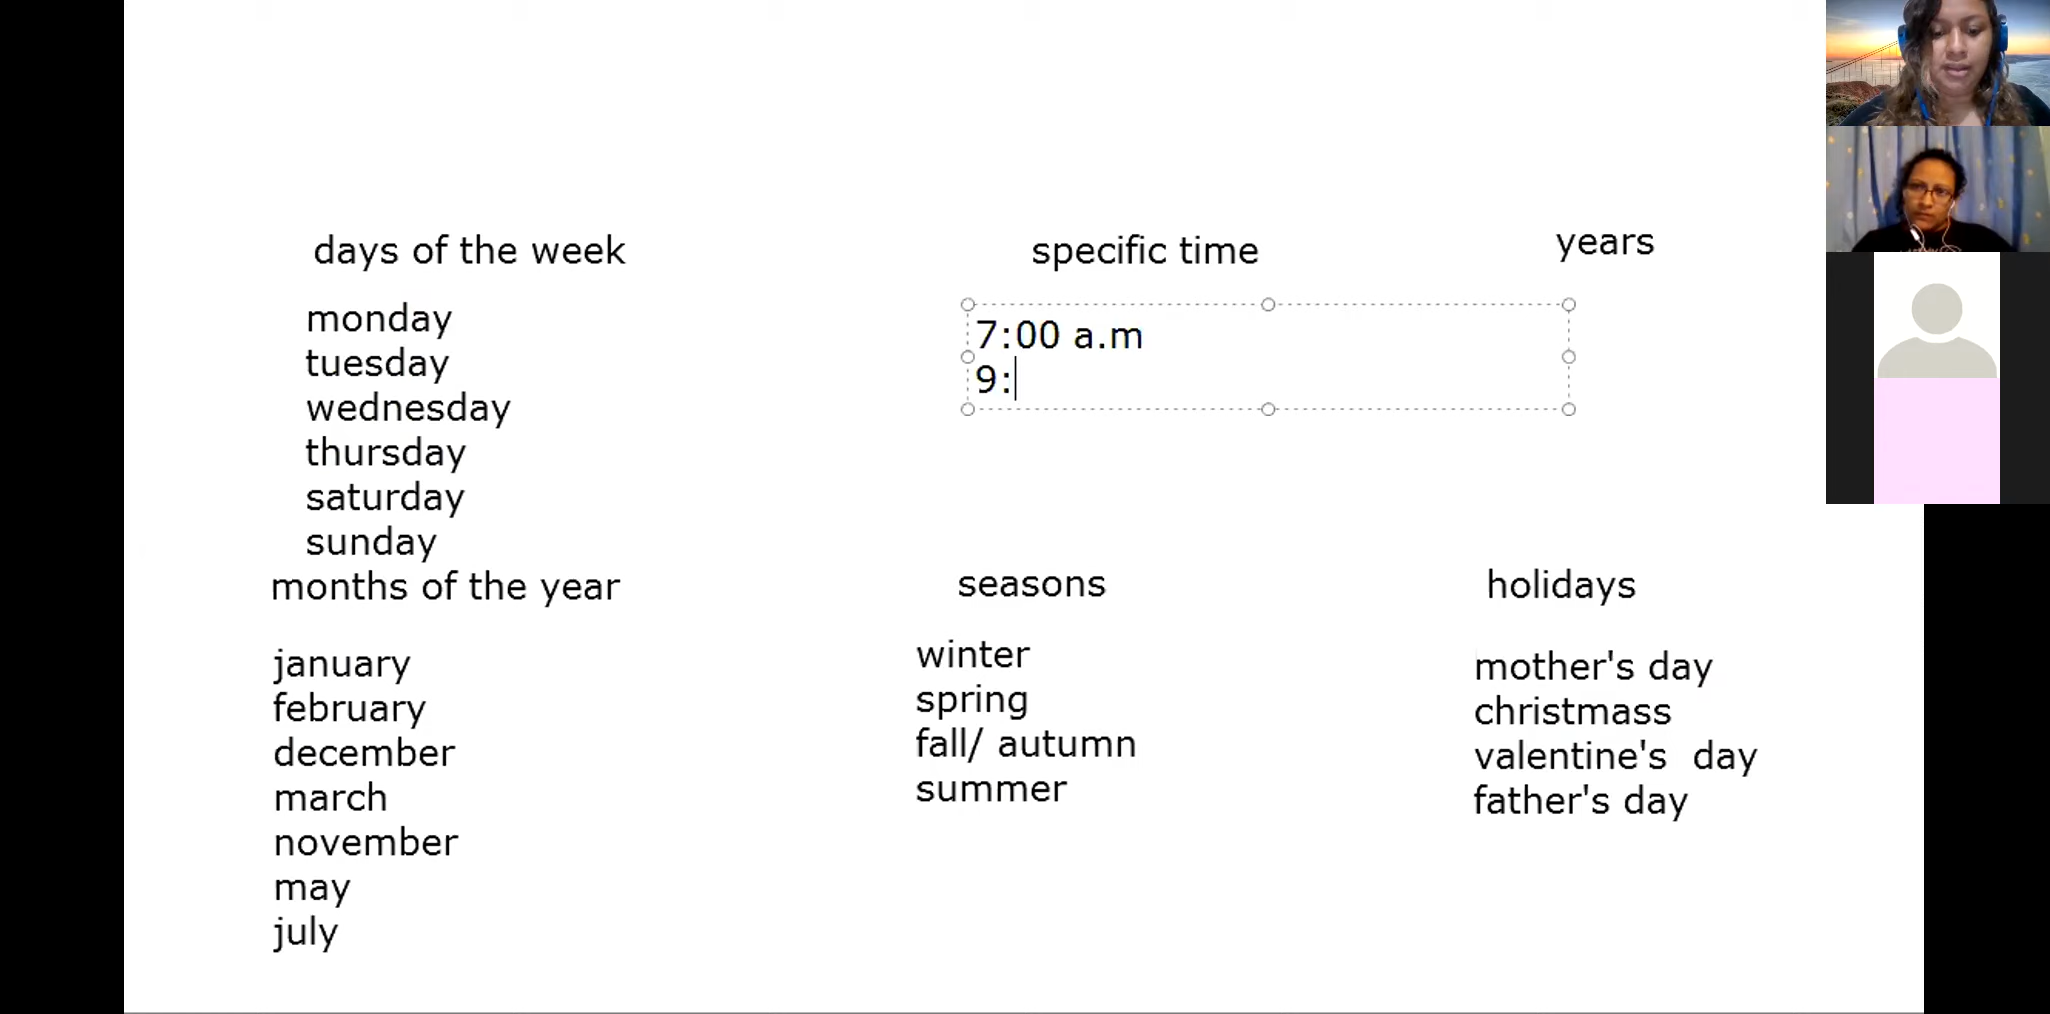 days of the week
monday
tuesday
wednesday
thursday
saturday
sunday
specific time
7:00 a.m
9:
years
months of the year
january
february
december
march
november
may
july
seasons
winter
spring
fall/ autumn
summer
holidays
mother's day
christmass
valentine's  day
father's day